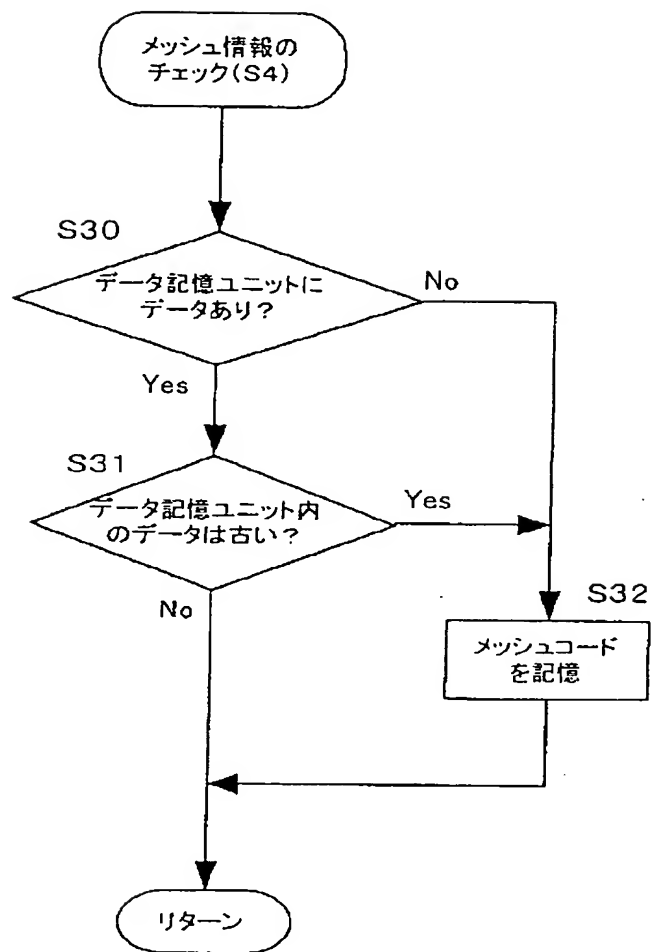 メッシュ情報の
チェック(S4)
S30
データ記憶ユニットに
データあり?
No
Yes
S31
データ記憶ユニット内
のデータは古い?
Yes
No
S32
メッシュコード
を記憶
リターン